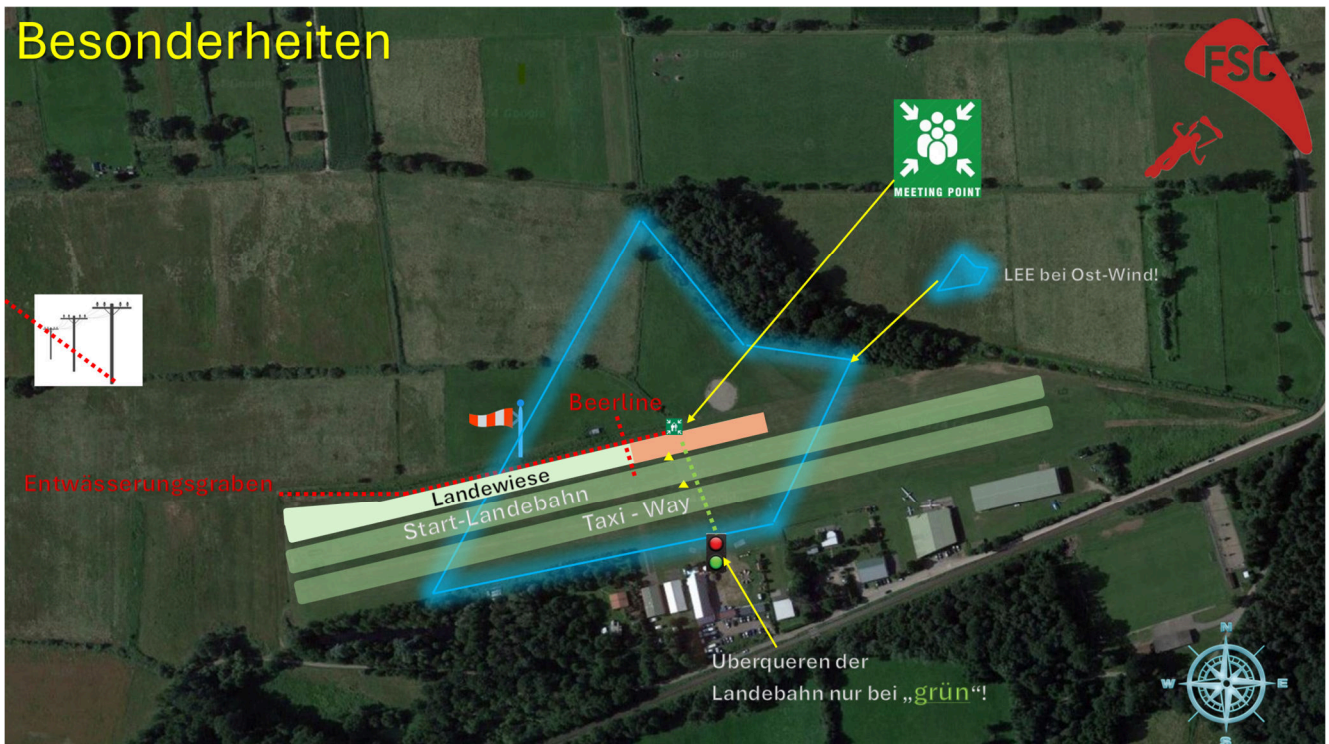 Besonderheiten
FSC
MEETING POINT
LEE bei Ost-Wind!
Beerline
Entwässerungsgraben
Landewiese
Start-Landebahn
Taxi - Way
Überqueren der
Landebahn nur bei „grün“!
N
W
E
S